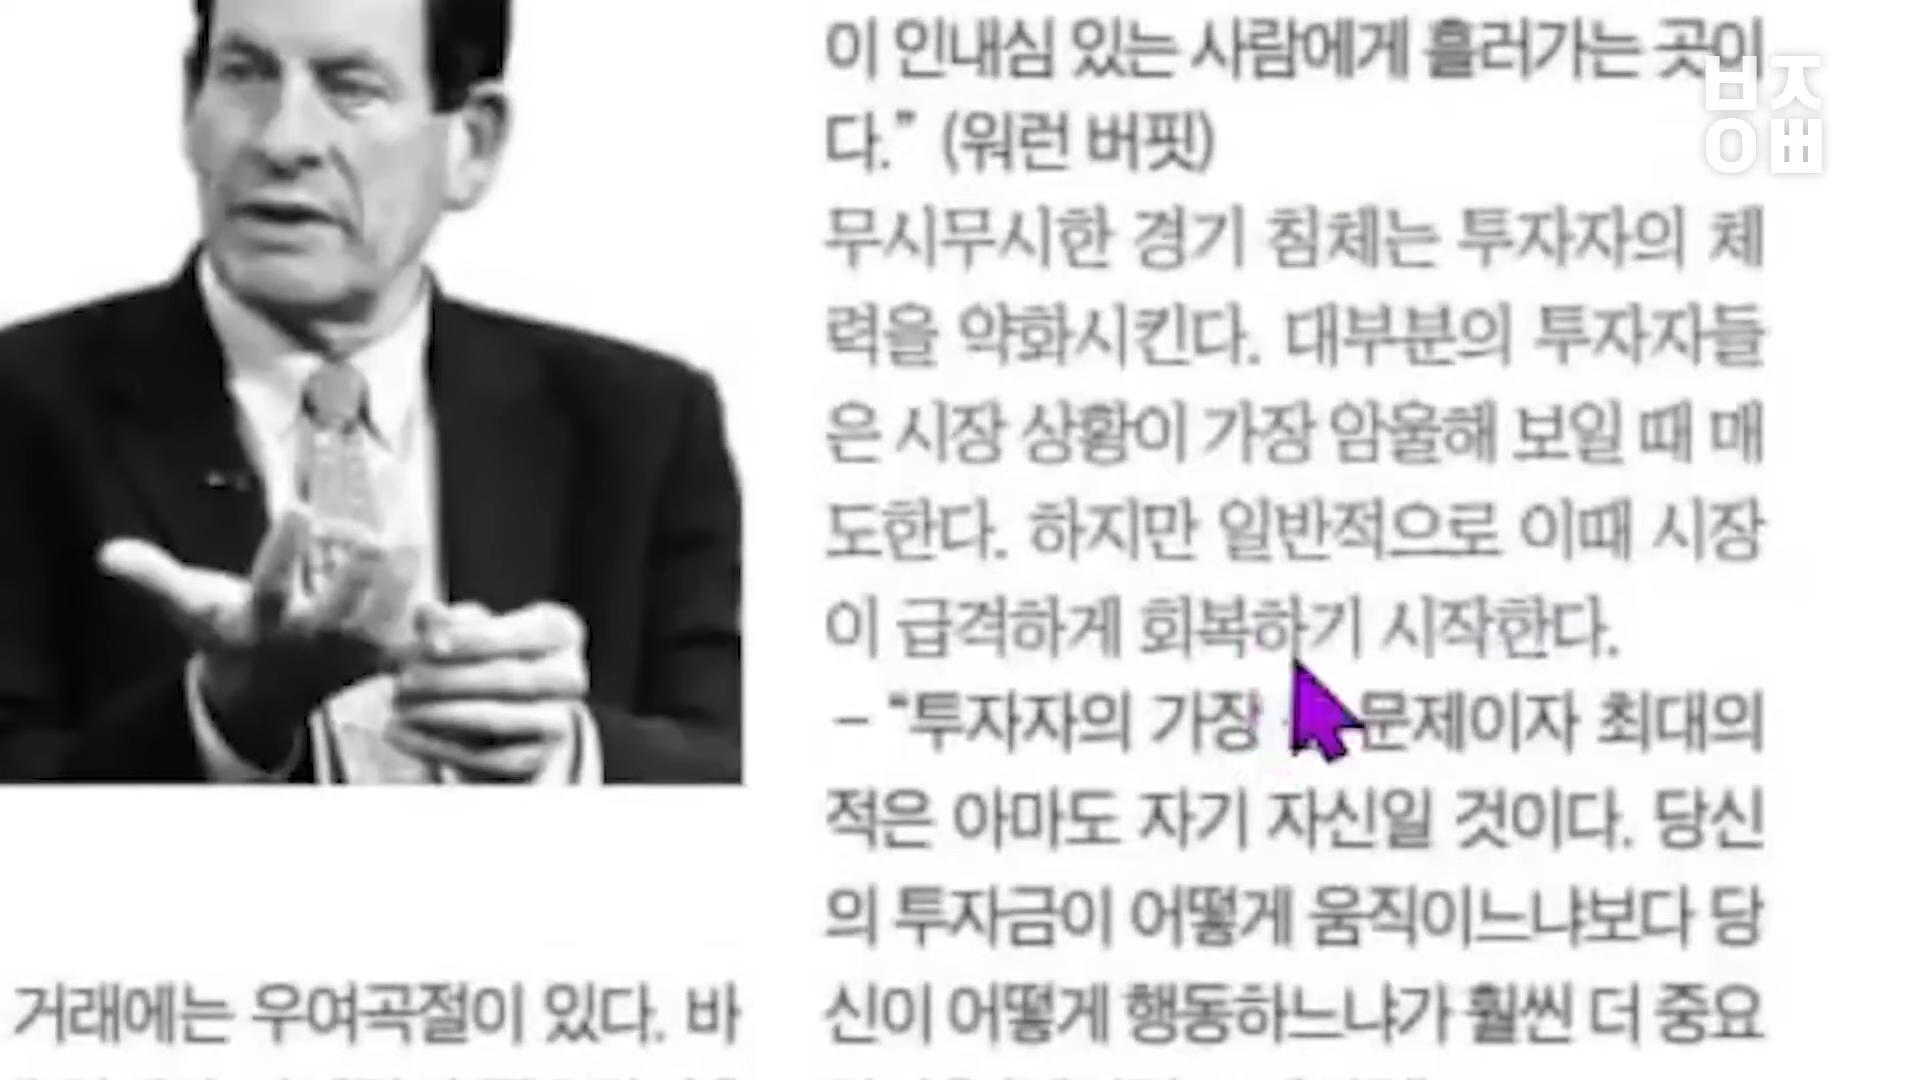 거래에는 우여곡절이 있다. 바
이 인내심 있는 사람에게 흘러가는 곳이
다.” (워런 버핏)
무시무시한 경기 침체는 투자자의 체
력을 약화시킨다. 대부분의 투자자들
은 시장 상황이 가장 암울해 보일 때 매
도한다. 하지만 일반적으로 이때 시장
이 급격하게 회복하기 시작한다.
– “투자자의 가장 문제이자 최대의
적은 아마도 자기 자신일 것이다. 당신
의 투자금이 어떻게 움직이느냐보다 당
신이 어떻게 행동하느냐가 훨씬 더 중요